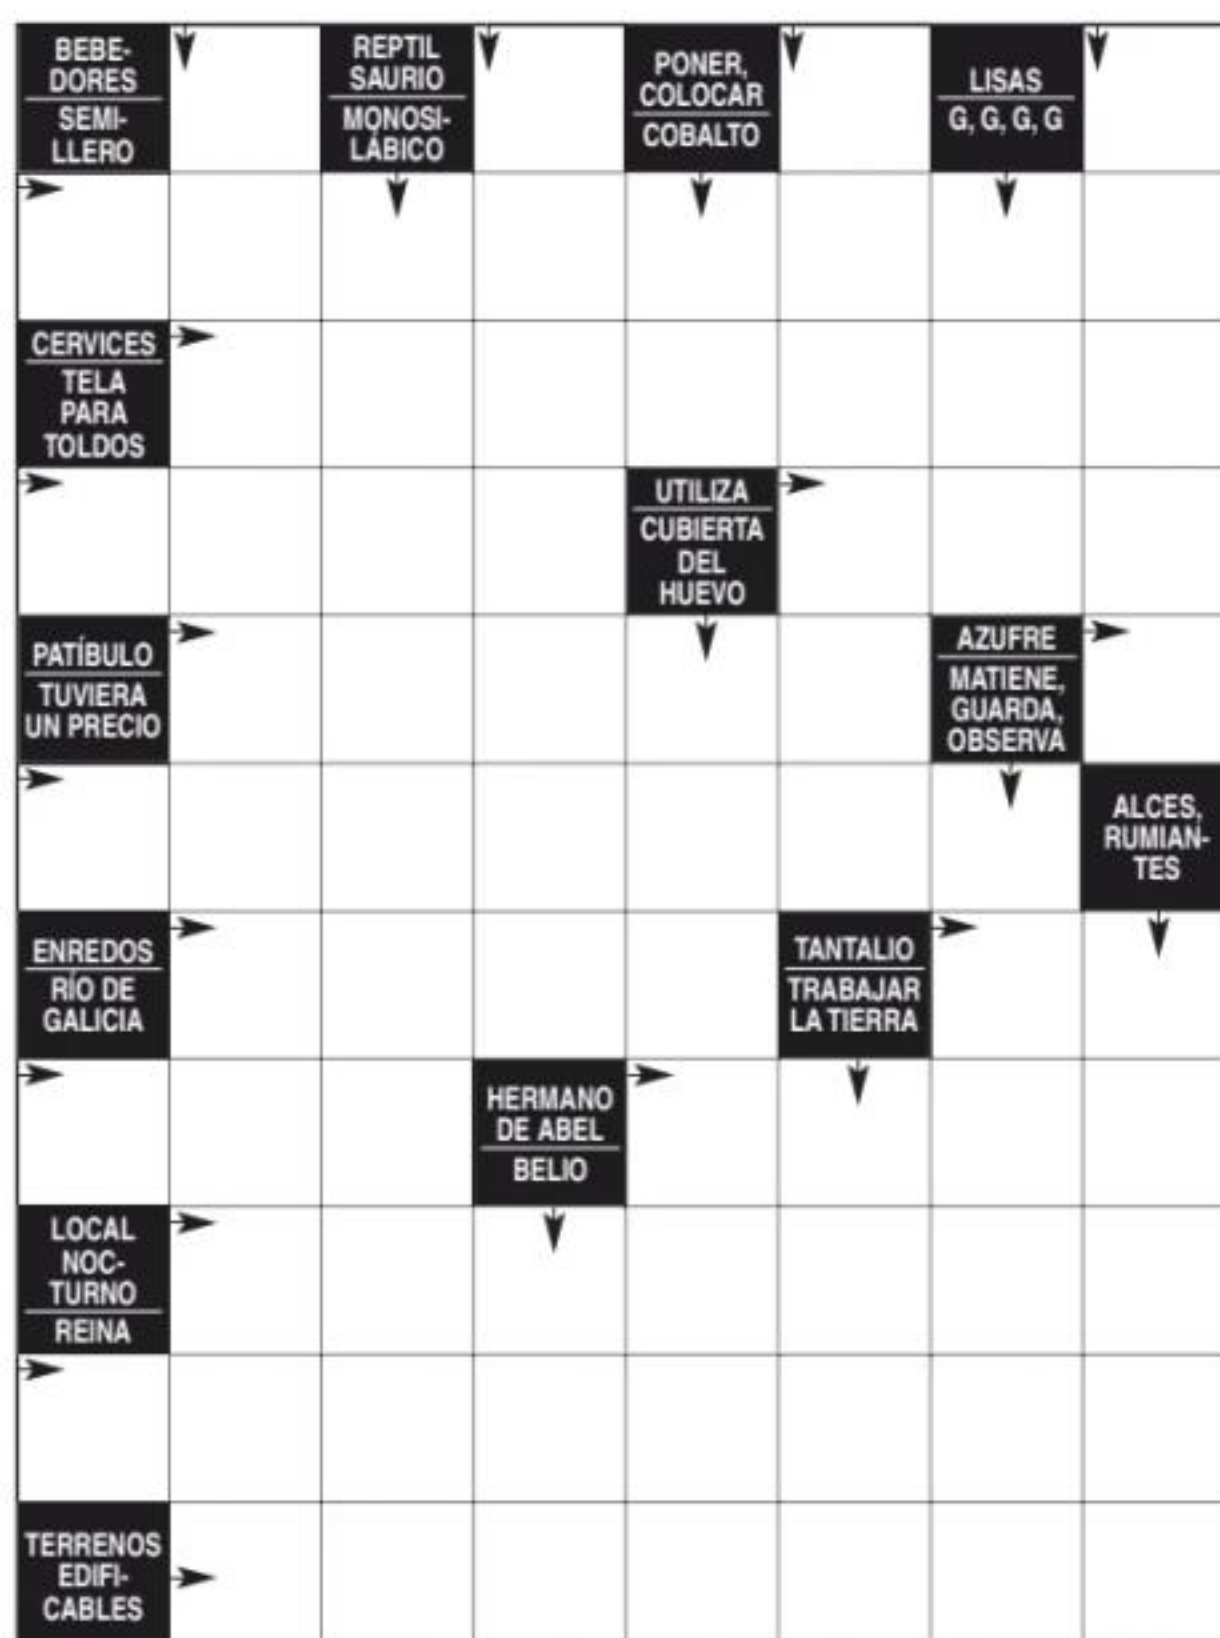 BEBE-
DORES
SEMI-
LLERO
REPTIL
SAURIO
MONOSI-
LÁBICO
PONER,
COLOCAR
COBALTO
LISAS
G, G, G, G
CERVICES
TELA
PARA
TOLDOS
UTILIZA
CUBIERTA
DEL
HUEVO
PATÍBULO
TUVIERA
UN PRECIO
AZUFRE
MATIENE,
GUARDA,
OBSERVA
ALCES,
RUMIAN-
TES
ENREDOS
RÍO DE
GALICIA
TANTALIO
TRABAJAR
LA TIERRA
HERMANO
DE ABEL
BELIO
LOCAL
NOC-
TURNO
REINA
TERRENOS
EDIFI-
CABLES